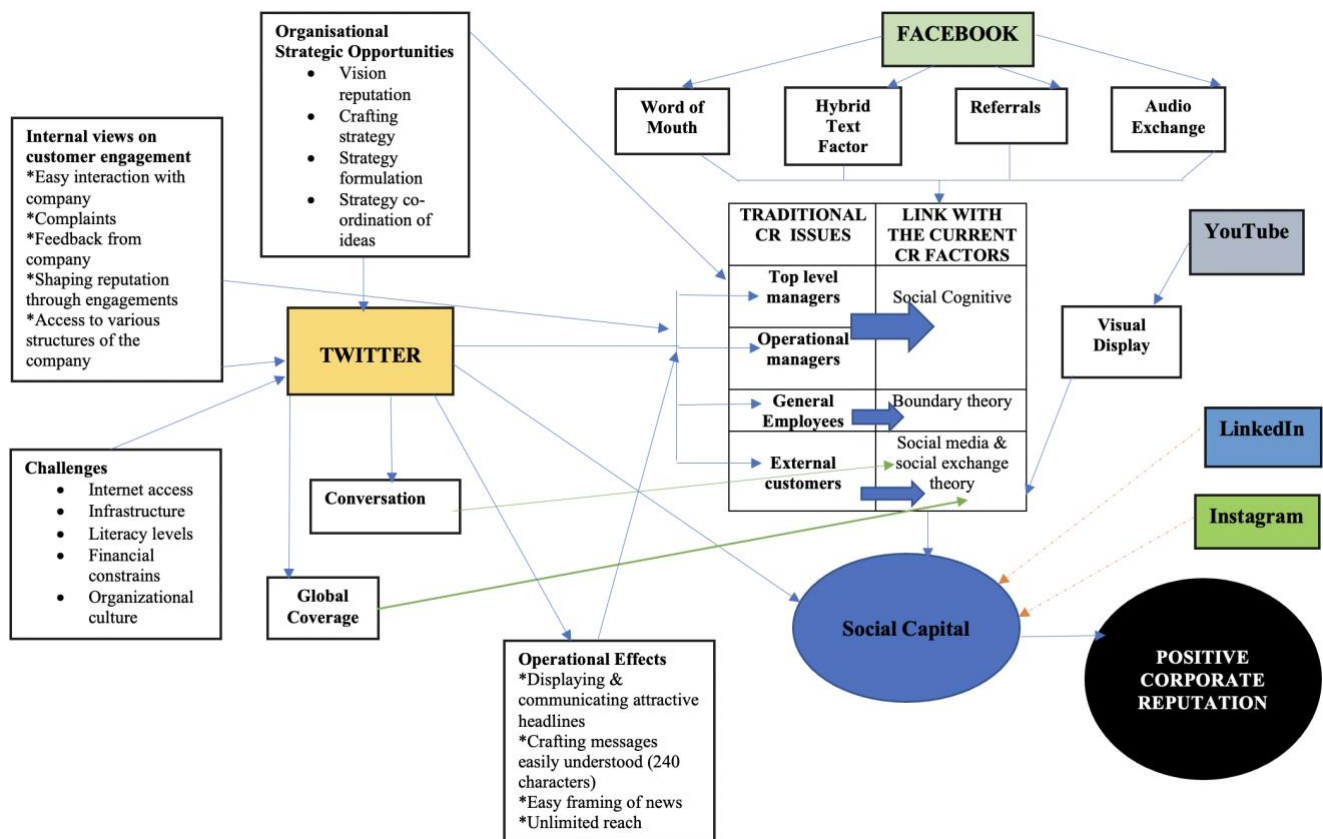 Organisational
Strategic Opportunities
• Vision
reputation
• Crafting
strategy
• Strategy
formulation
• Strategy co-
ordination of
ideas
FACEBOOK
Word of
Mouth
Hybrid
Text
Factor
Referrals
Audio
Exchange
Internal views on
customer engagement
*Easy interaction with
company
*Complaints
*Feedback from
company
*Shaping reputation
through engagements
*Access to various
structures of the
company
TRADITIONAL
CR ISSUES
LINK WITH
THE CURRENT
CR FACTORS
Top level
managers
Social Cognitive
Operational
managers
General
Employees
Boundary theory
External
customers
Social media &
social exchange
theory
YouTube
Visual
Display
TWITTER
LinkedIn
Instagram
Challenges
• Internet access
• Infrastructure
• Literacy levels
• Financial
constrains
• Organizational
culture
Conversation
Global
Coverage
Operational Effects
*Displaying &
communicating attractive
headlines
*Crafting messages
easily understood (240
characters)
*Easy framing of news
*Unlimited reach
Social Capital
POSITIVE
CORPORATE
REPUTATION